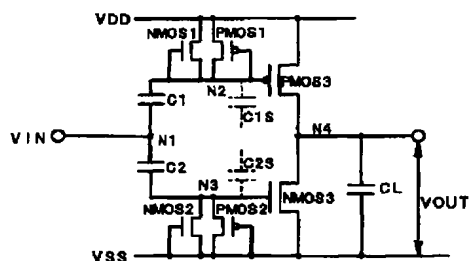 VDD
NMOS1
PMOS1
N2
PMOS3
C1
C1S
VIN
N1
N4
C2
C2S
N3
NMOS3
CL
VOUT
NMOS2
PMOS2
VSS